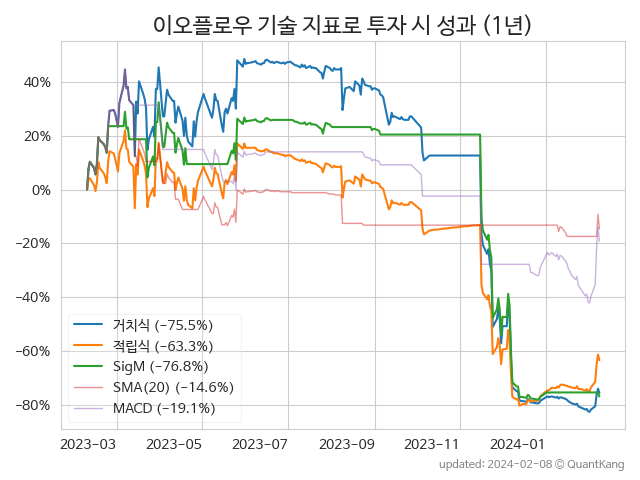 이오플로우 기술 지표로 투자 시 성과 (1년)
40%
20%
0%
−20%
−40%
−60%
−80%
거치식 (−75.5%)
적립식 (−63.3%)
SigM (−76.8%)
SMA(20) (−14.6%)
MACD (−19.1%)
2023-03 2023-05 2023-07 2023-09 2023-11 2024-01
updated: 2024-02-08 © QuantKang